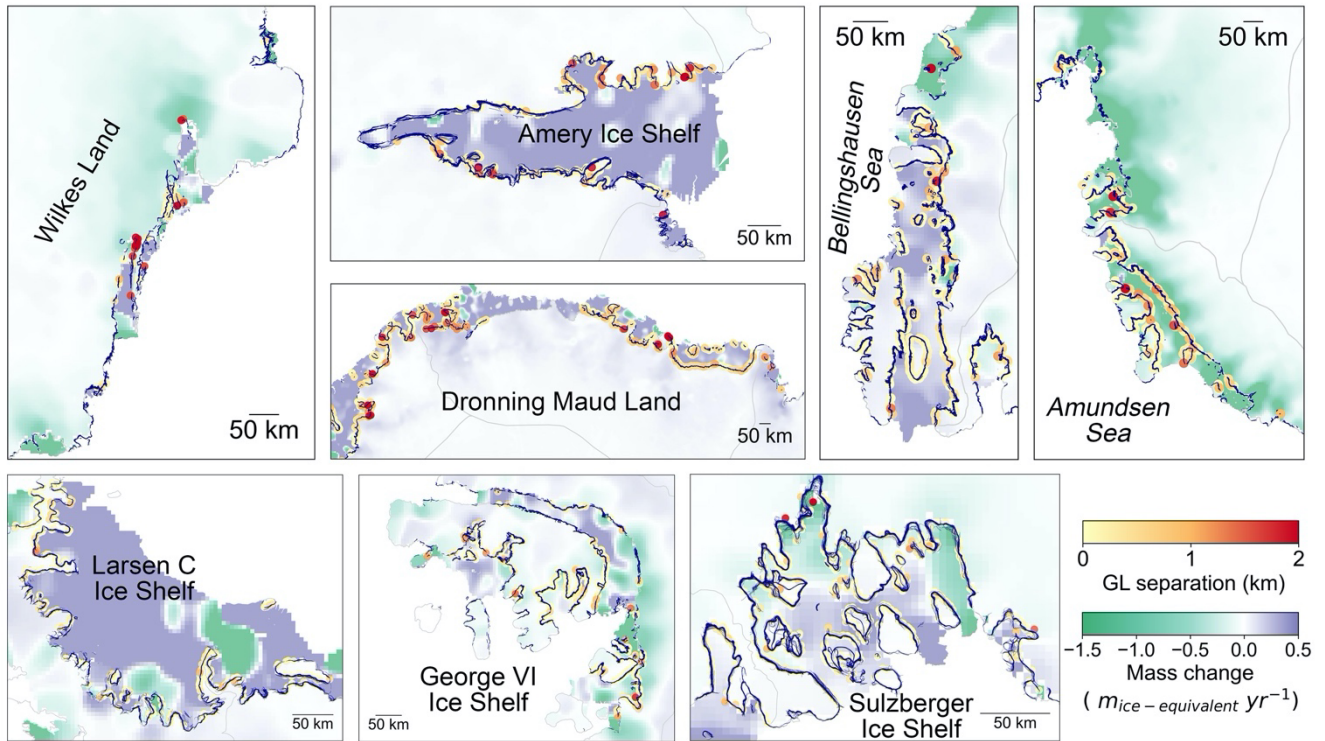 Wilkes Land
50 km
Amery Ice Shelf
50 km
Dronning Maud Land
50 km
50 km
Bellingshausen
Sea
50 km
Amundsen
Sea
Larsen C
Ice Shelf
50 km
George VI
Ice Shelf
50 km
Sulzberger
Ice Shelf
50 km
0 1 2
GL separation (km)
−1.5 −1.0 −0.5 0.0 0.5
Mass change
( m_{ice−equivalent} yr^{−1})